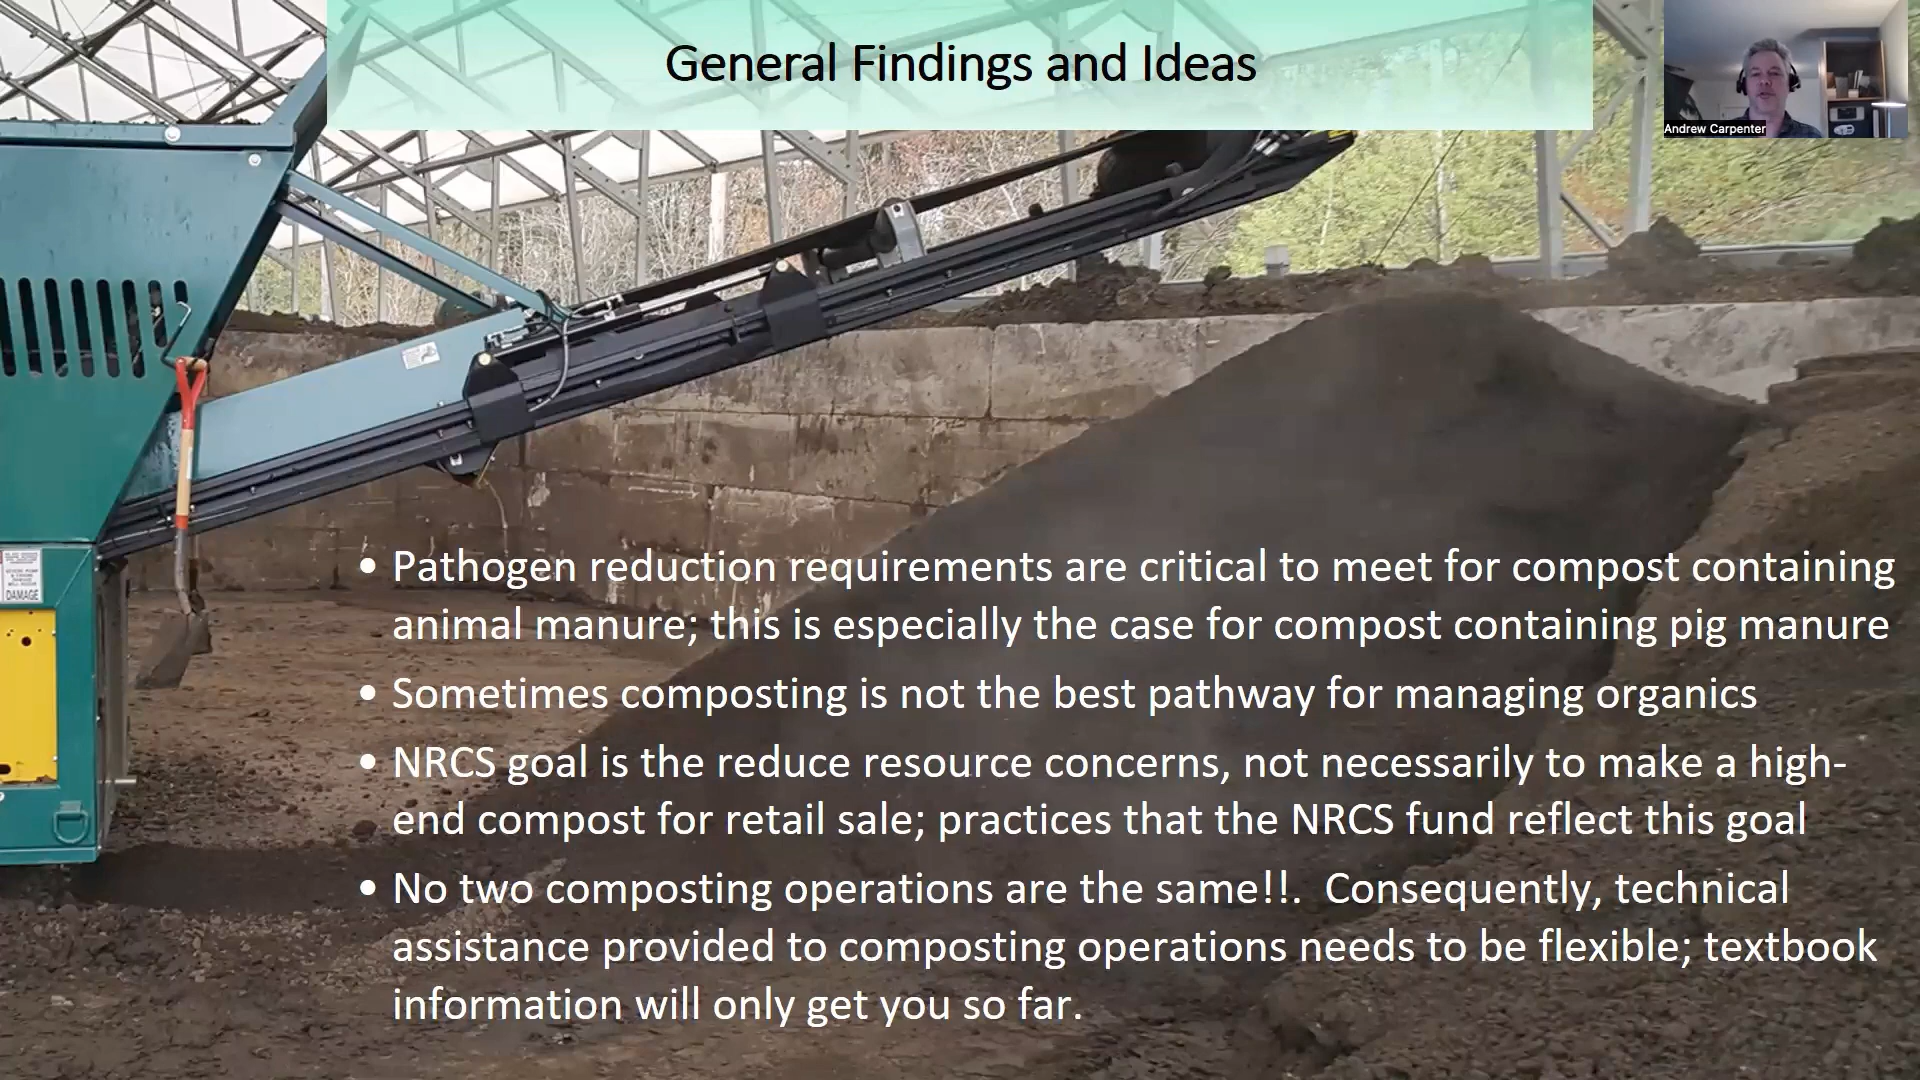 General Findings and Ideas
Andrew Carpenter
DAMAGE
• Pathogen reduction requirements are critical to meet for compost containing
animal manure; this is especially the case for compost containing pig manure
• Sometimes composting is not the best pathway for managing organics
• NRCS goal is the reduce resource concerns, not necessarily to make a high-
end compost for retail sale; practices that the NRCS fund reflect this goal
• No two composting operations are the same!!.  Consequently, technical
assistance provided to composting operations needs to be flexible; textbook
information will only get you so far.